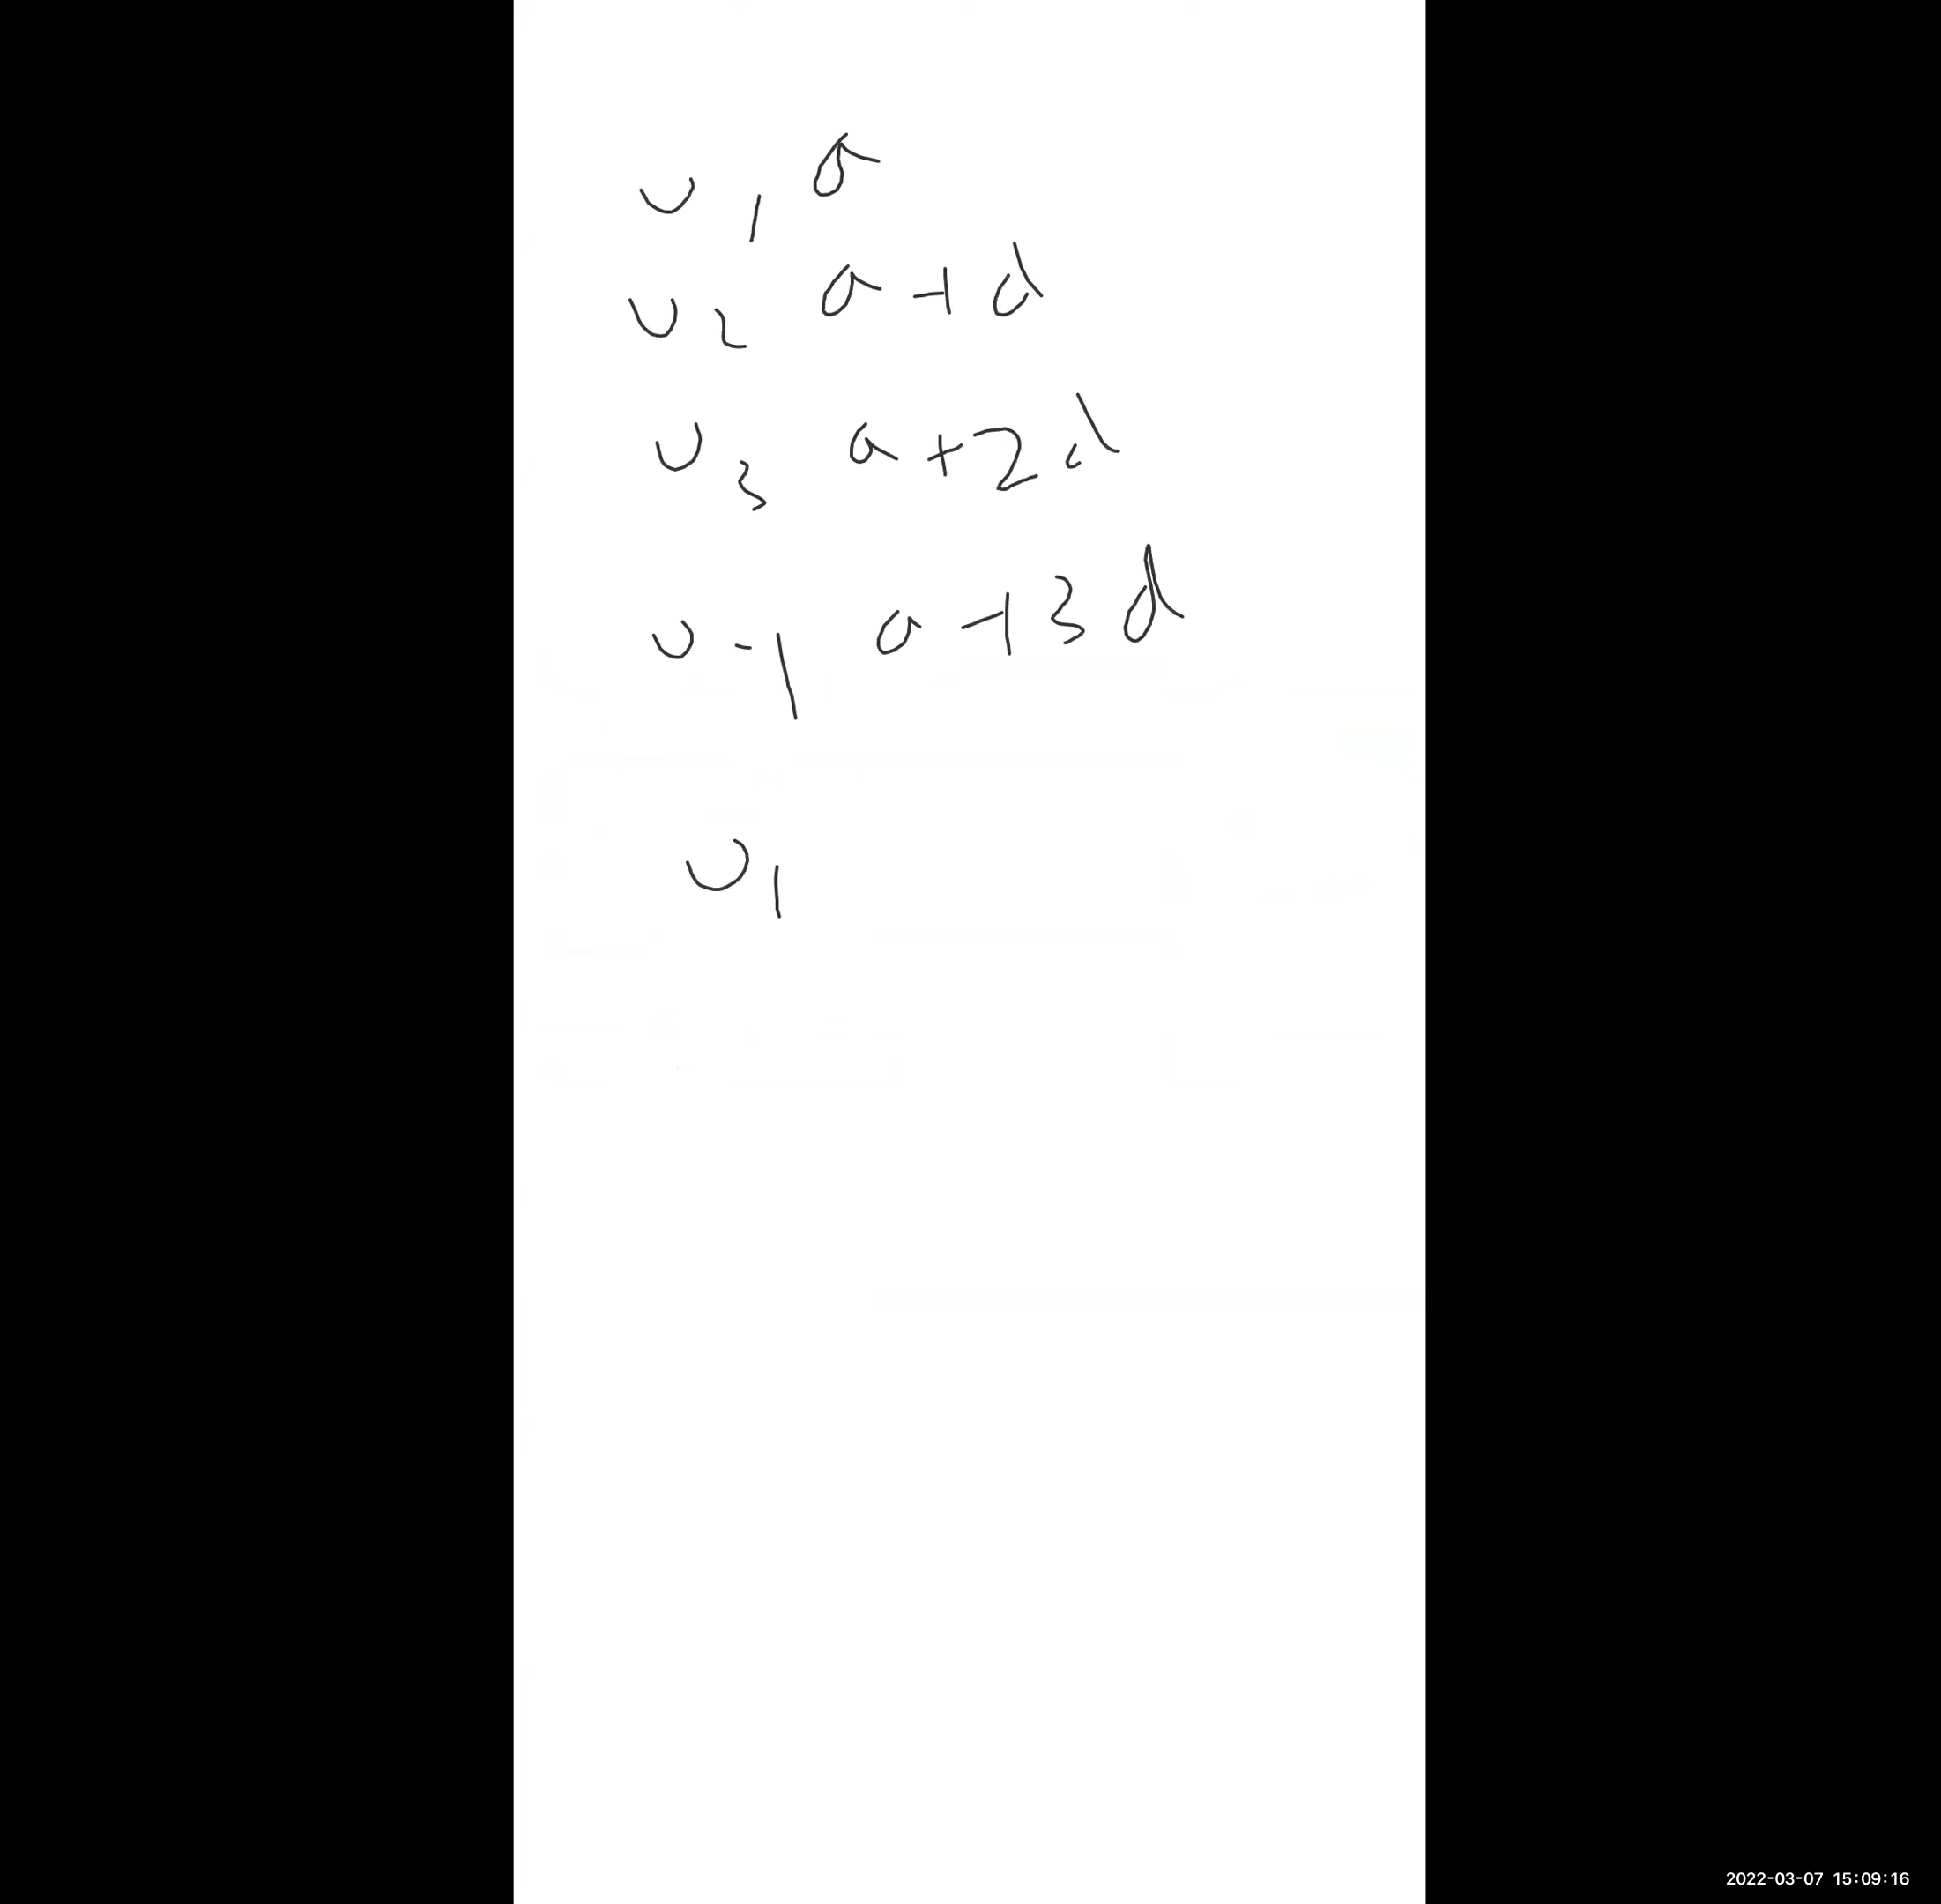 u₁ a
u₂ a+d
u₃ a+2d
u₄ a+3d
u₁
2022-03-07 15:09:16